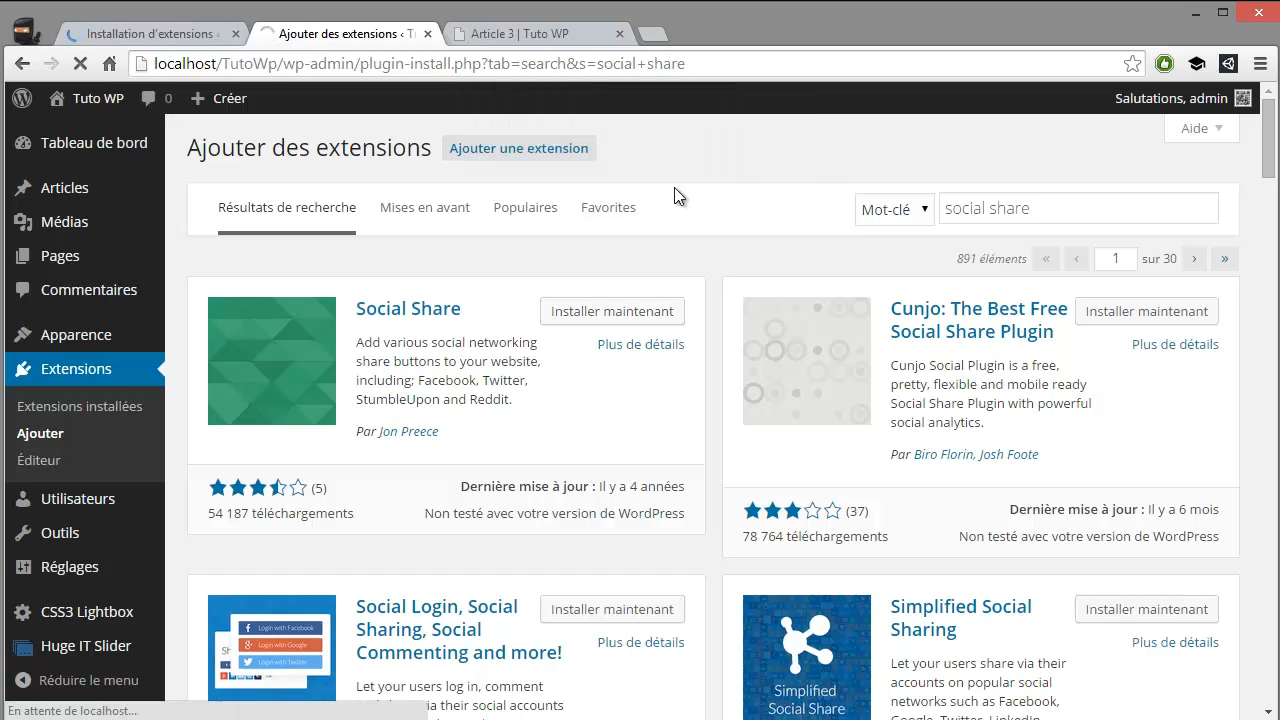 Installation d'extensions ‹
Ajouter des extensions ‹ T
Article 3 | Tuto WP
localhost/TutoWp/wp-admin/plugin-install.php?tab=search&s=social+share
Tuto WP
0
Créer
Salutations, admin
Tableau de bord
Articles
Médias
Pages
Commentaires
Apparence
Extensions
Extensions installées
Ajouter
Éditeur
Utilisateurs
Outils
Réglages
CSS3 Lightbox
Huge IT Slider
Réduire le menu
En attente de localhost...
Aide
Ajouter des extensions
Ajouter une extension
Résultats de recherche
Mises en avant
Populaires
Favorites
Mot-clé
social share
891 éléments « ‹ 1 sur 30 › »
Social Share
Installer maintenant
Plus de détails
Add various social networking
share buttons to your website,
including; Facebook, Twitter,
StumbleUpon and Reddit.
Par Jon Preece
(5)
54 187 téléchargements
Dernière mise à jour : Il y a 4 années
Non testé avec votre version de WordPress
Cunjo: The Best Free
Social Share Plugin
Installer maintenant
Plus de détails
Cunjo Social Plugin is a free,
pretty, flexible and mobile ready
Social Share Plugin with powerful
social analytics.
Par Biro Florin, Josh Foote
(37)
78 764 téléchargements
Dernière mise à jour : Il y a 6 mois
Non testé avec votre version de WordPress
Login with Facebook
Login with Google
Login with Twitter
Social Login, Social
Sharing, Social
Commenting and more!
Installer maintenant
Plus de détails
Let your users log in, comment
Simplified
Social Share
Simplified Social
Sharing
Installer maintenant
Plus de détails
Let your users share via their
accounts on popular social
networks such as Facebook,